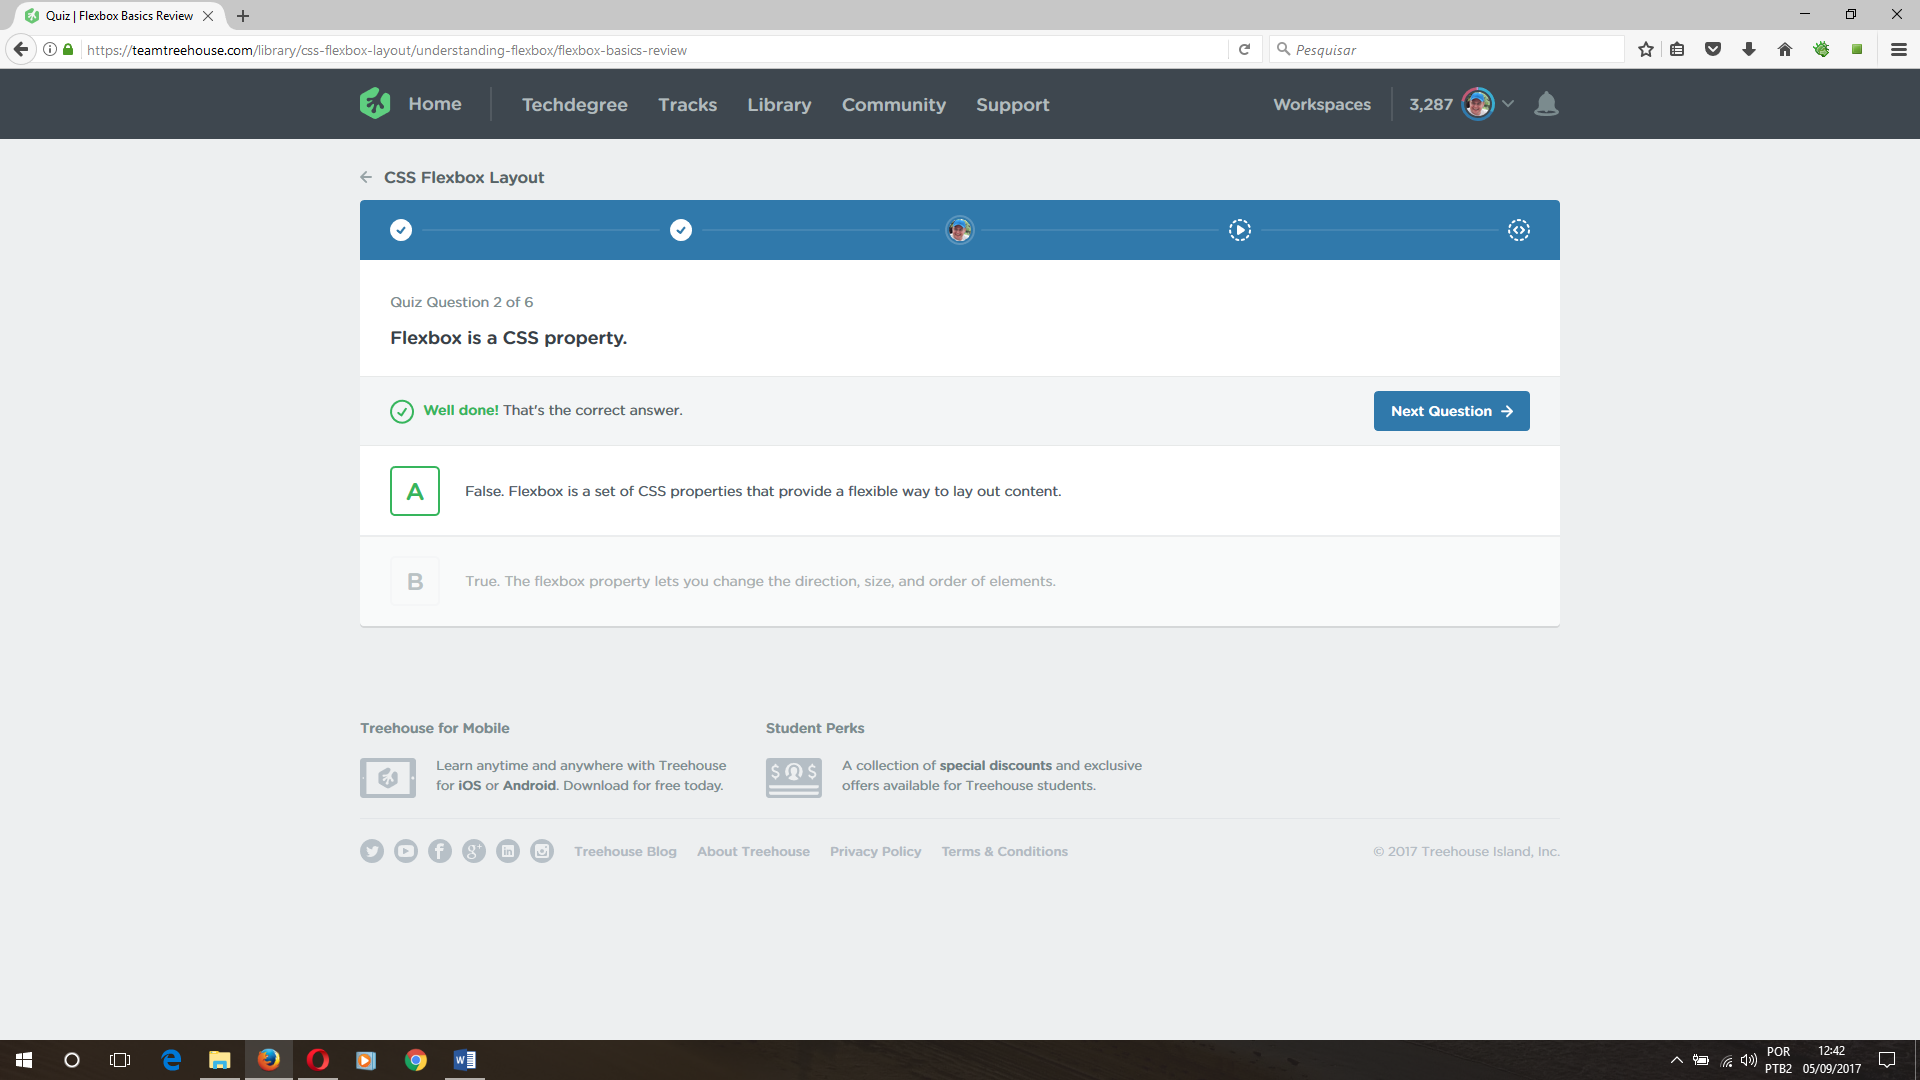 Quiz | Flexbox Basics Review
https://teamtreehouse.com/library/css-flexbox-layout/understanding-flexbox/flexbox-basics-review
Pesquisar
Home Techdegree Tracks Library Community Support Workspaces 3,287
CSS Flexbox Layout
Quiz Question 2 of 6
Flexbox is a CSS property.
Well done! That's the correct answer.
Next Question
A False. Flexbox is a set of CSS properties that provide a flexible way to lay out content.
B True. The flexbox property lets you change the direction, size, and order of elements.
Treehouse for Mobile
Learn anytime and anywhere with Treehouse
for iOS or Android. Download for free today.
Student Perks
A collection of special discounts and exclusive
offers available for Treehouse students.
Treehouse Blog About Treehouse Privacy Policy Terms & Conditions
© 2017 Treehouse Island, Inc.
POR 12:42
PTB2 05/09/2017